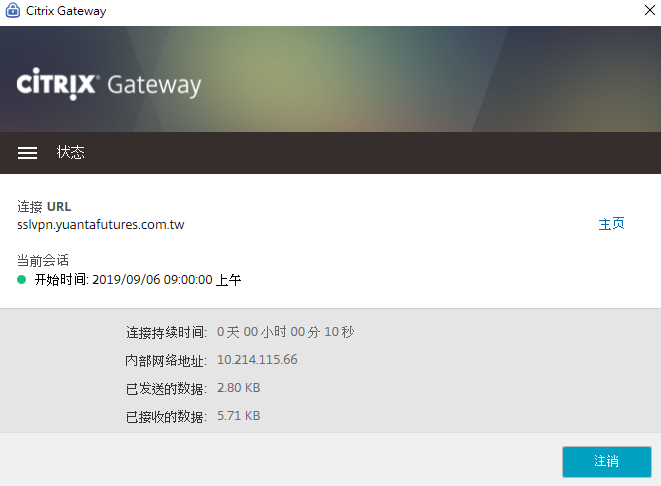 Citrix Gateway
CİTRIX® Gateway
状态
连接 URL
sslvpn.yuantafutures.com.tw
主页
当前会话
开始时间: 2019/09/06 09:00:00 上午
连接持续时间: 0 天 00 小时 00 分 10 秒
内部网络地址: 10.214.115.66
已发送的数据: 2.80 KB
已接收的数据: 5.71 KB
注销